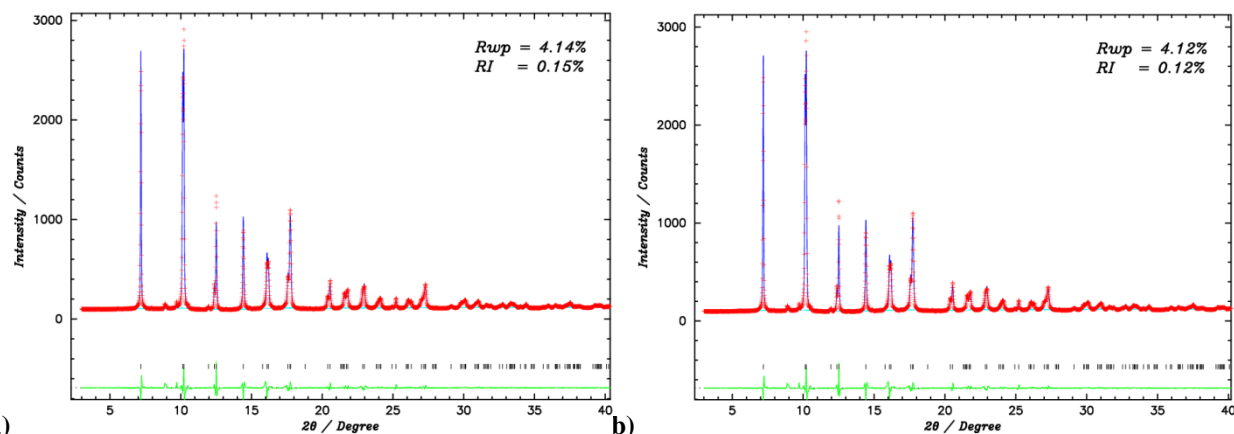 3000
2000
1000
0
Intensity / Counts
Rwp = 4.14%
RI = 0.15%
5 10 15 20 25 30 35 40
2θ / Degree
)
3000
2000
1000
0
Intensity / Counts
Rwp = 4.12%
RI = 0.12%
5 10 15 20 25 30 35 40
2θ / Degree
b)